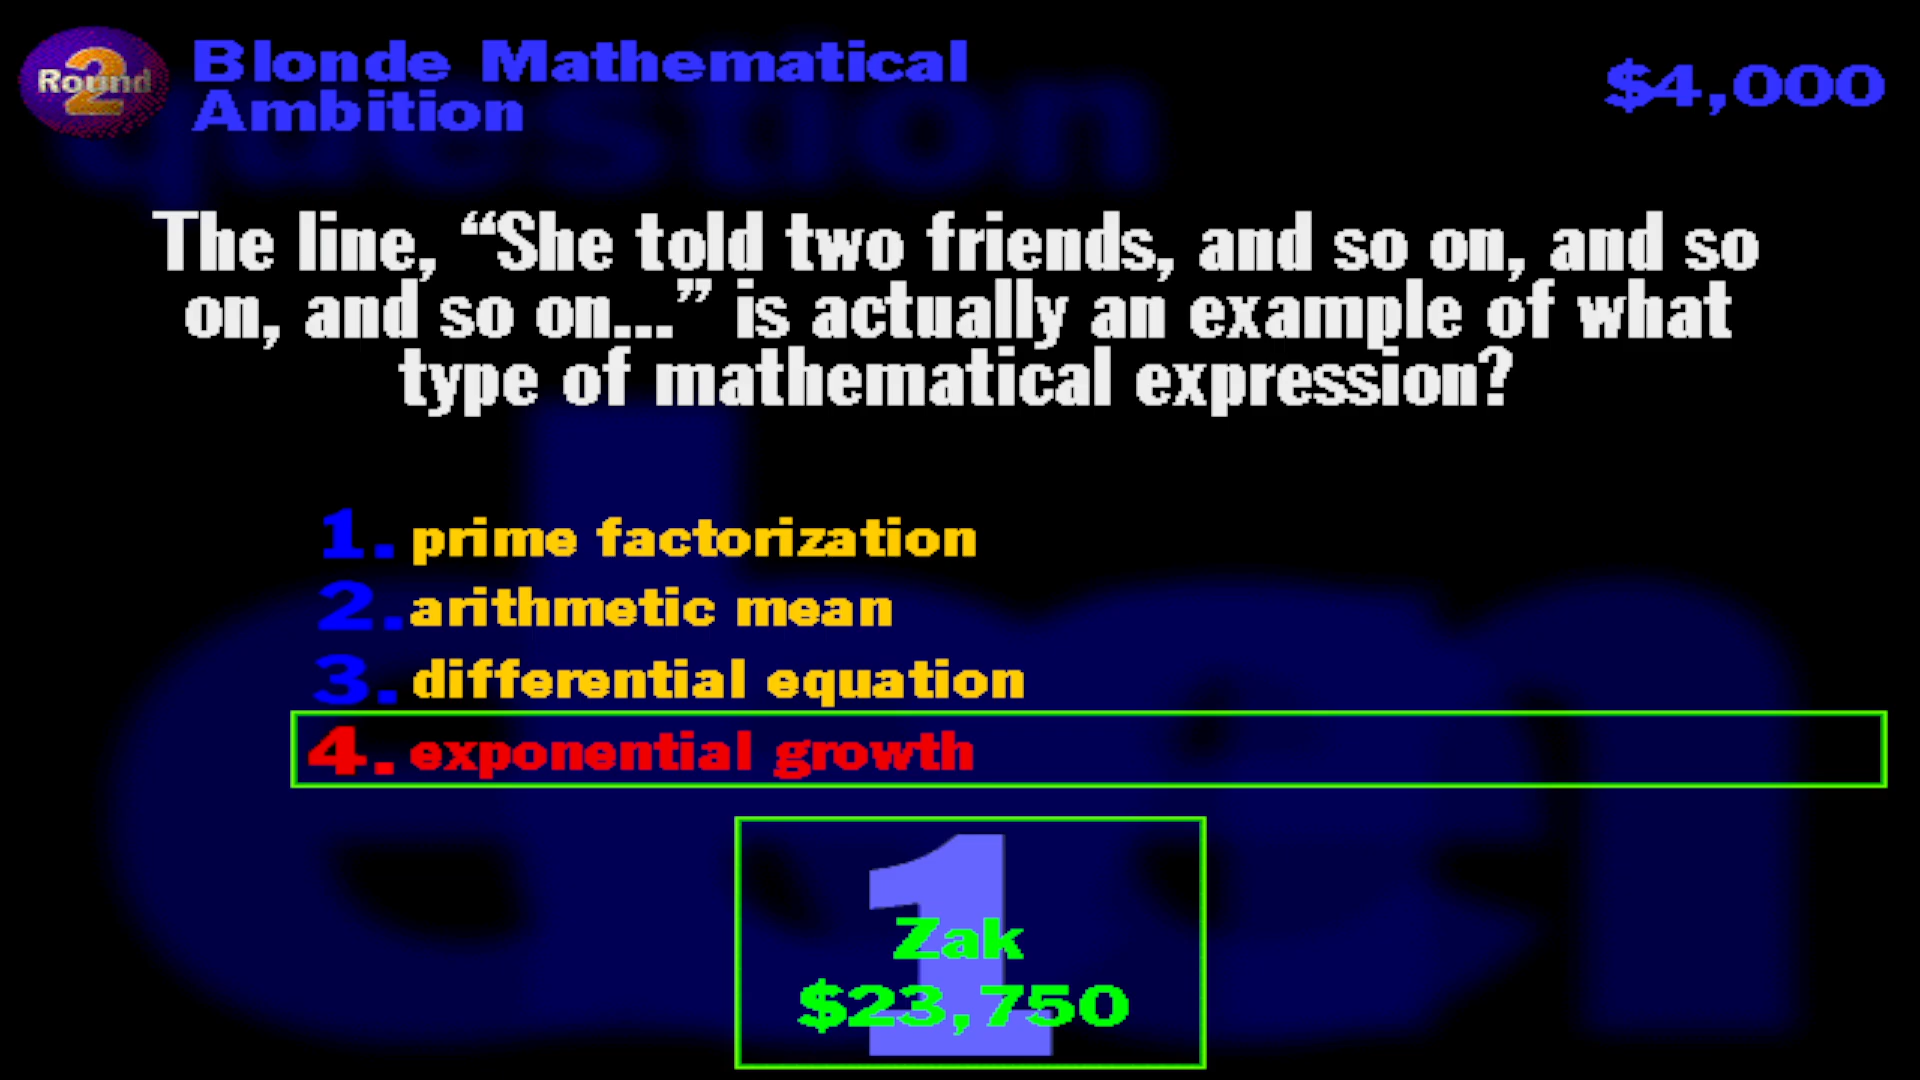 Round 2
Blonde Mathematical
Ambition
$4,000
question
The line, “She told two friends, and so on, and so
on, and so on...” is actually an example of what
type of mathematical expression?
1. prime factorization
2. arithmetic mean
3. differential equation
4. exponential growth
1
Zak
$23,750